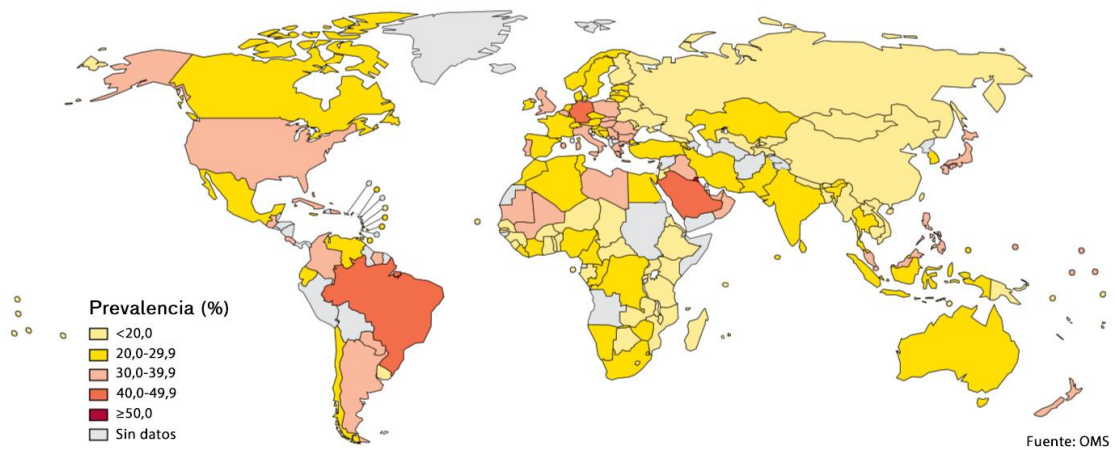 Prevalencia (%)
<20,0
20,0-29,9
30,0-39,9
40,0-49,9
≥50,0
Sin datos
Fuente: OMS